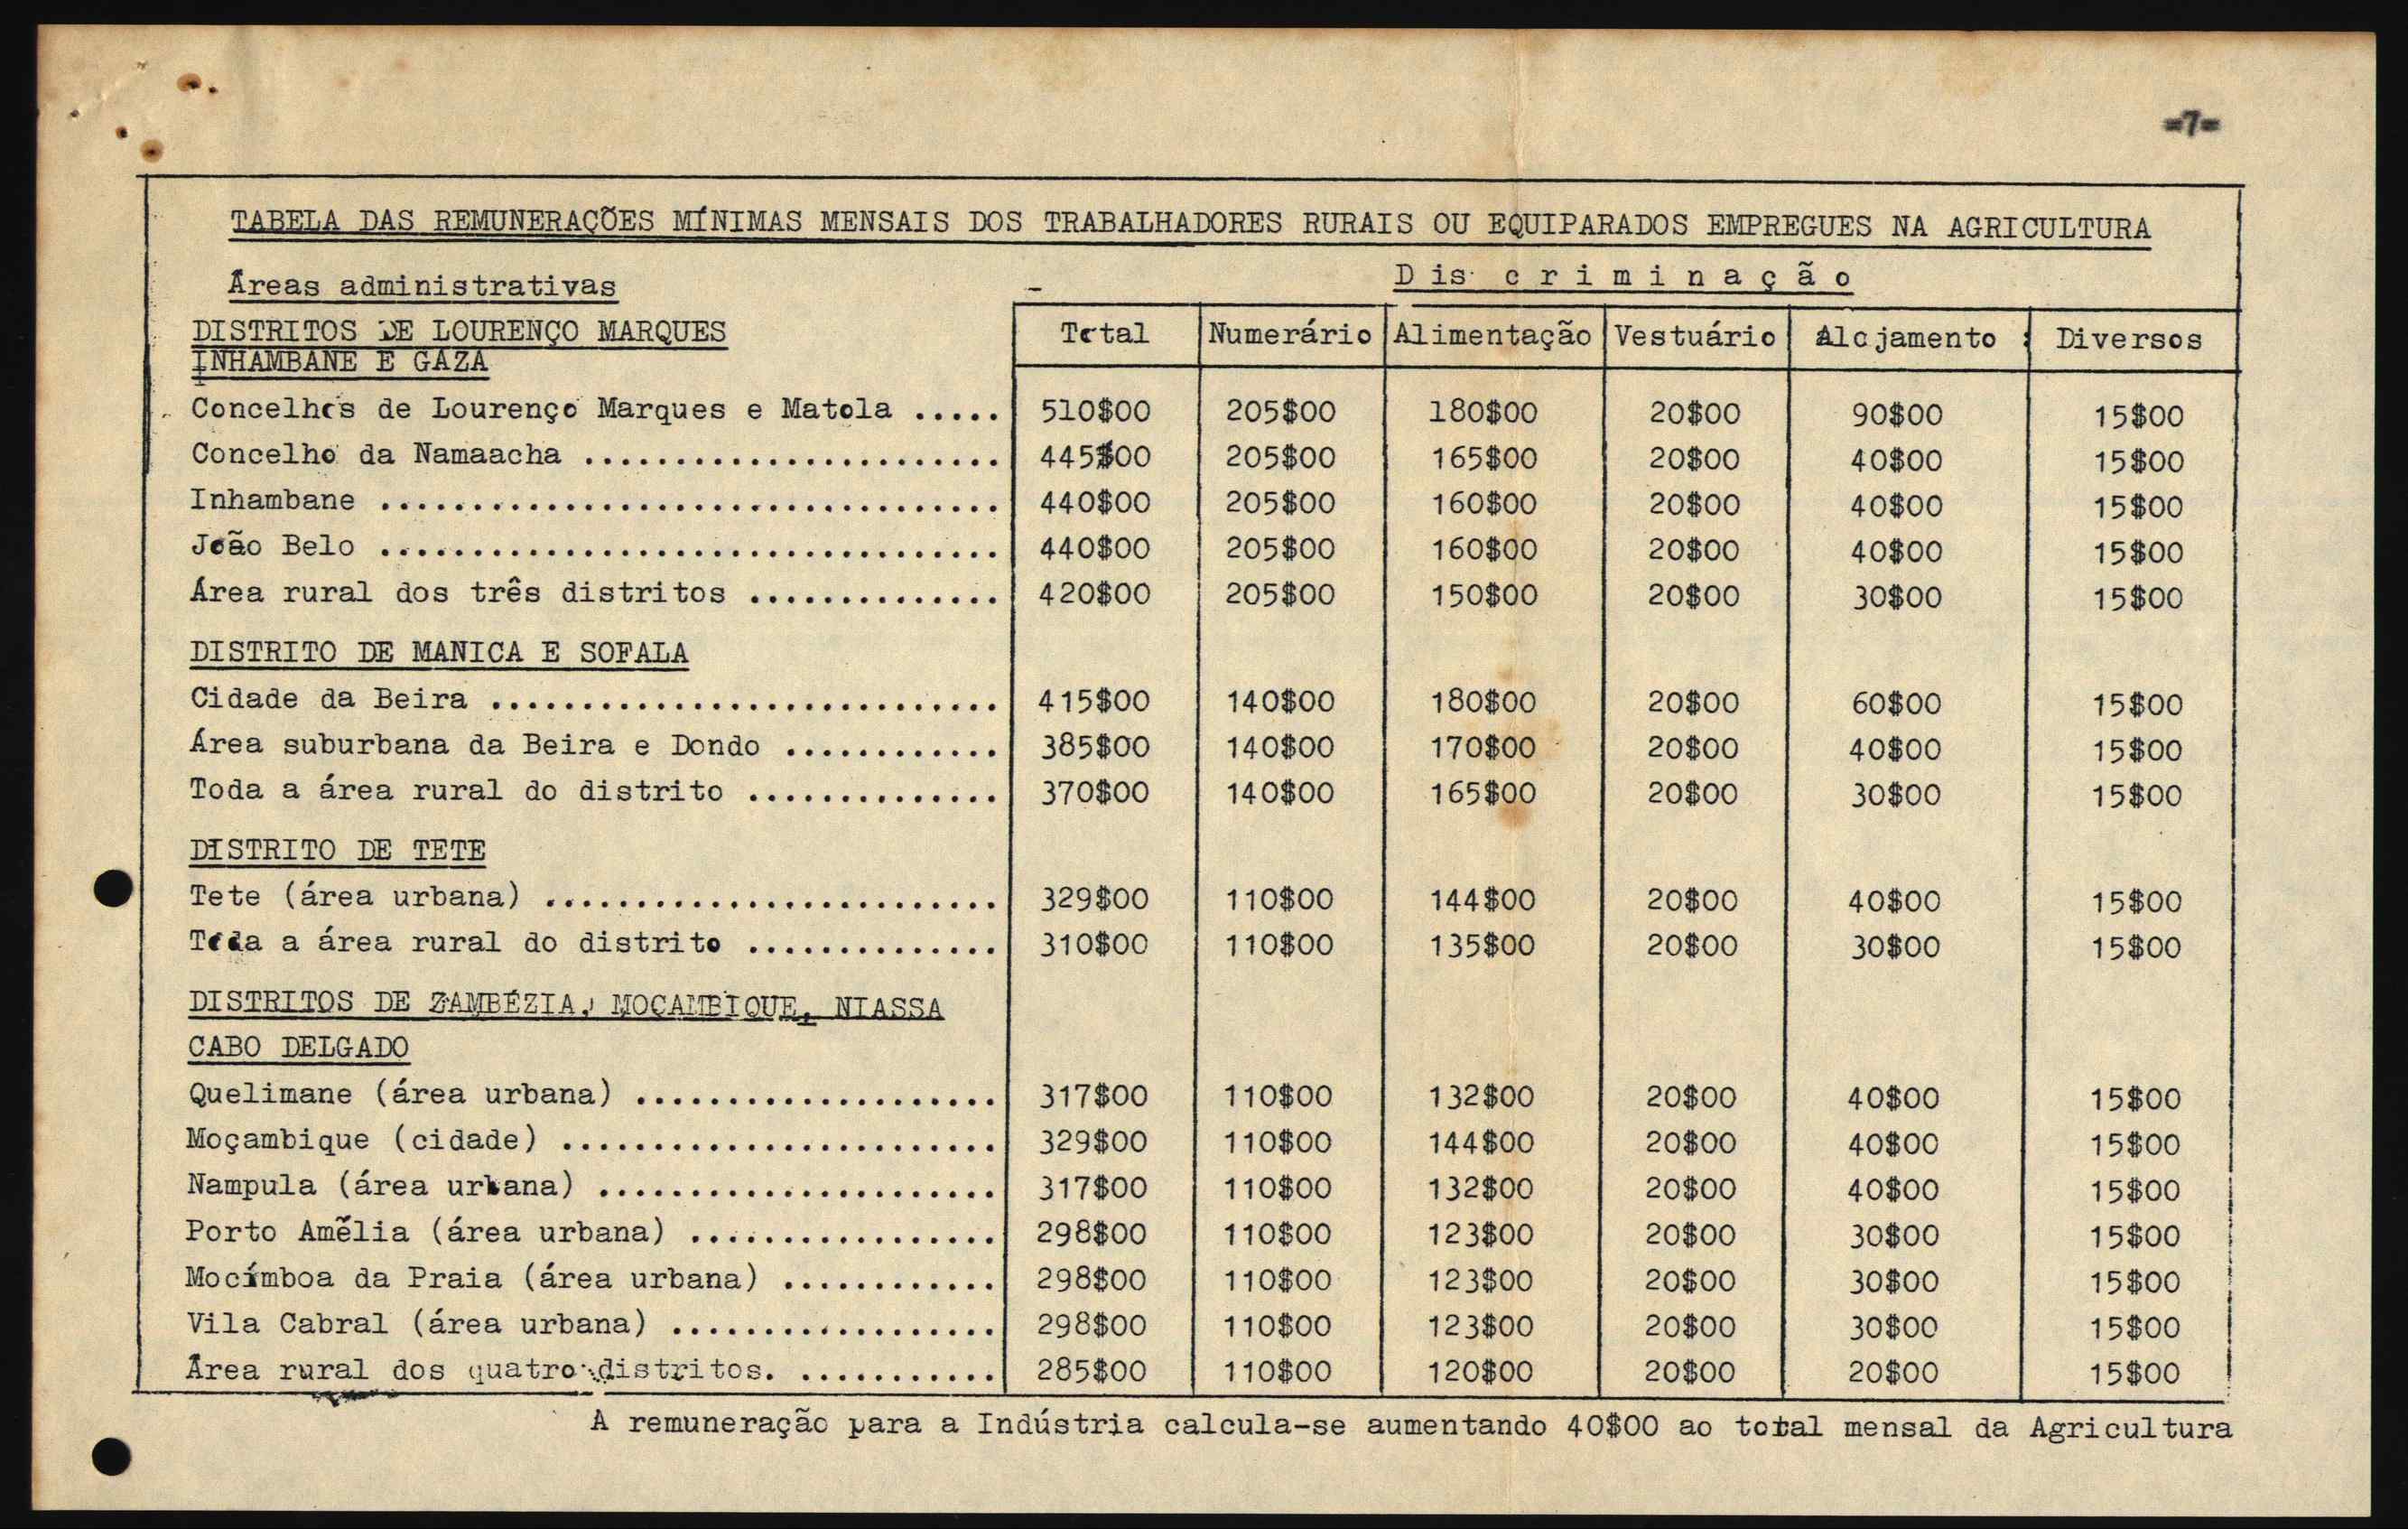 =7=
TABELA DAS REMUNERAÇÕES MÍNIMAS MENSAIS DOS TRABALHADORES RURAIS OU EQUIPARADOS EMPREGUES NA AGRICULTURA
Áreas administrativas
D i s c r i m i n a ç ã o
DISTRITOS DE LOURENÇO MARQUES
INHAMBANE E GAZA
Total Numerário Alimentação Vestuário Alojamento : Diversos
Concelhos de Lourenço Marques e Matola ..... 510$00 205$00 180$00 20$00 90$00 15$00
Concelho da Namaacha ....................... 445$00 205$00 165$00 20$00 40$00 15$00
Inhambane .................................. 440$00 205$00 160$00 20$00 40$00 15$00
João Belo .................................. 440$00 205$00 160$00 20$00 40$00 15$00
Área rural dos três distritos .............. 420$00 205$00 150$00 20$00 30$00 15$00
DISTRITO DE MANICA E SOFALA
Cidade da Beira ............................ 415$00 140$00 180$00 20$00 60$00 15$00
Área suburbana da Beira e Dondo ............ 385$00 140$00 170$00 20$00 40$00 15$00
Toda a área rural do distrito .............. 370$00 140$00 165$00 20$00 30$00 15$00
DISTRITO DE TETE
Tete (área urbana) ......................... 329$00 110$00 144$00 20$00 40$00 15$00
Toda a área rural do distrito .............. 310$00 110$00 135$00 20$00 30$00 15$00
DISTRITOS DE ZAMBÉZIA, MOÇAMBIQUE, NIASSA
CABO DELGADO
Quelimane (área urbana) .................... 317$00 110$00 132$00 20$00 40$00 15$00
Moçambique (cidade) ........................ 329$00 110$00 144$00 20$00 40$00 15$00
Nampula (área urbana) ...................... 317$00 110$00 132$00 20$00 40$00 15$00
Porto Amélia (área urbana) ................. 298$00 110$00 123$00 20$00 30$00 15$00
Mocímboa da Praia (área urbana) ............ 298$00 110$00 123$00 20$00 30$00 15$00
Vila Cabral (área urbana) .................. 298$00 110$00 123$00 20$00 30$00 15$00
Área rural dos quatro distritos. ........... 285$00 110$00 120$00 20$00 20$00 15$00
A remuneração para a Indústria calcula-se aumentando 40$00 ao total mensal da Agricultura